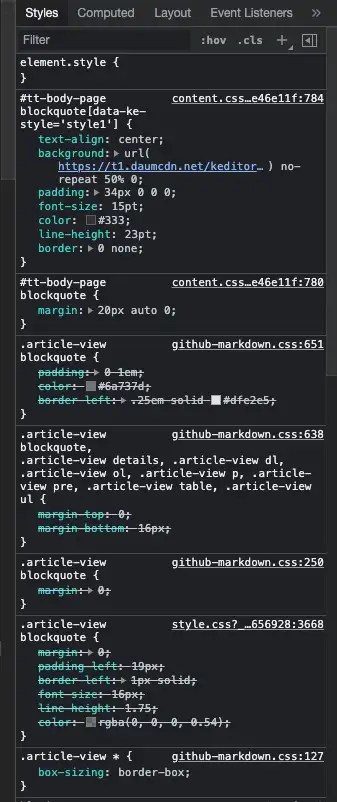 Styles Computed Layout Event Listeners »
Filter :hov .cls +
element.style {
}
#tt-body-page content.css…e46e11f:784
blockquote[data-ke-
style='style1'] {
text-align: center;
background: url(
https://t1.daumcdn.net/keditor… ) no-
repeat 50% 0;
padding: 34px 0 0 0;
font-size: 15pt;
color: #333;
line-height: 23pt;
border: 0 none;
}
#tt-body-page content.css…e46e11f:780
blockquote {
margin: 20px auto 0;
}
.article-view github-markdown.css:651
blockquote {
padding: 0 1em;
color: #6a737d;
border-left: .25em solid #dfe2e5;
}
.article-view github-markdown.css:638
blockquote,
.article-view details, .article-view dl,
.article-view ol, .article-view p, .article-
view pre, .article-view table, .article-view
ul {
margin-top: 0;
margin-bottom: 16px;
}
.article-view github-markdown.css:250
blockquote {
margin: 0;
}
.article-view style.css?_…656928:3668
blockquote {
margin: 0;
padding-left: 19px;
border-left: 1px solid;
font-size: 16px;
line-height: 1.75;
color: rgba(0, 0, 0, 0.54);
}
.article-view * { github-markdown.css:127
box-sizing: border-box;
}